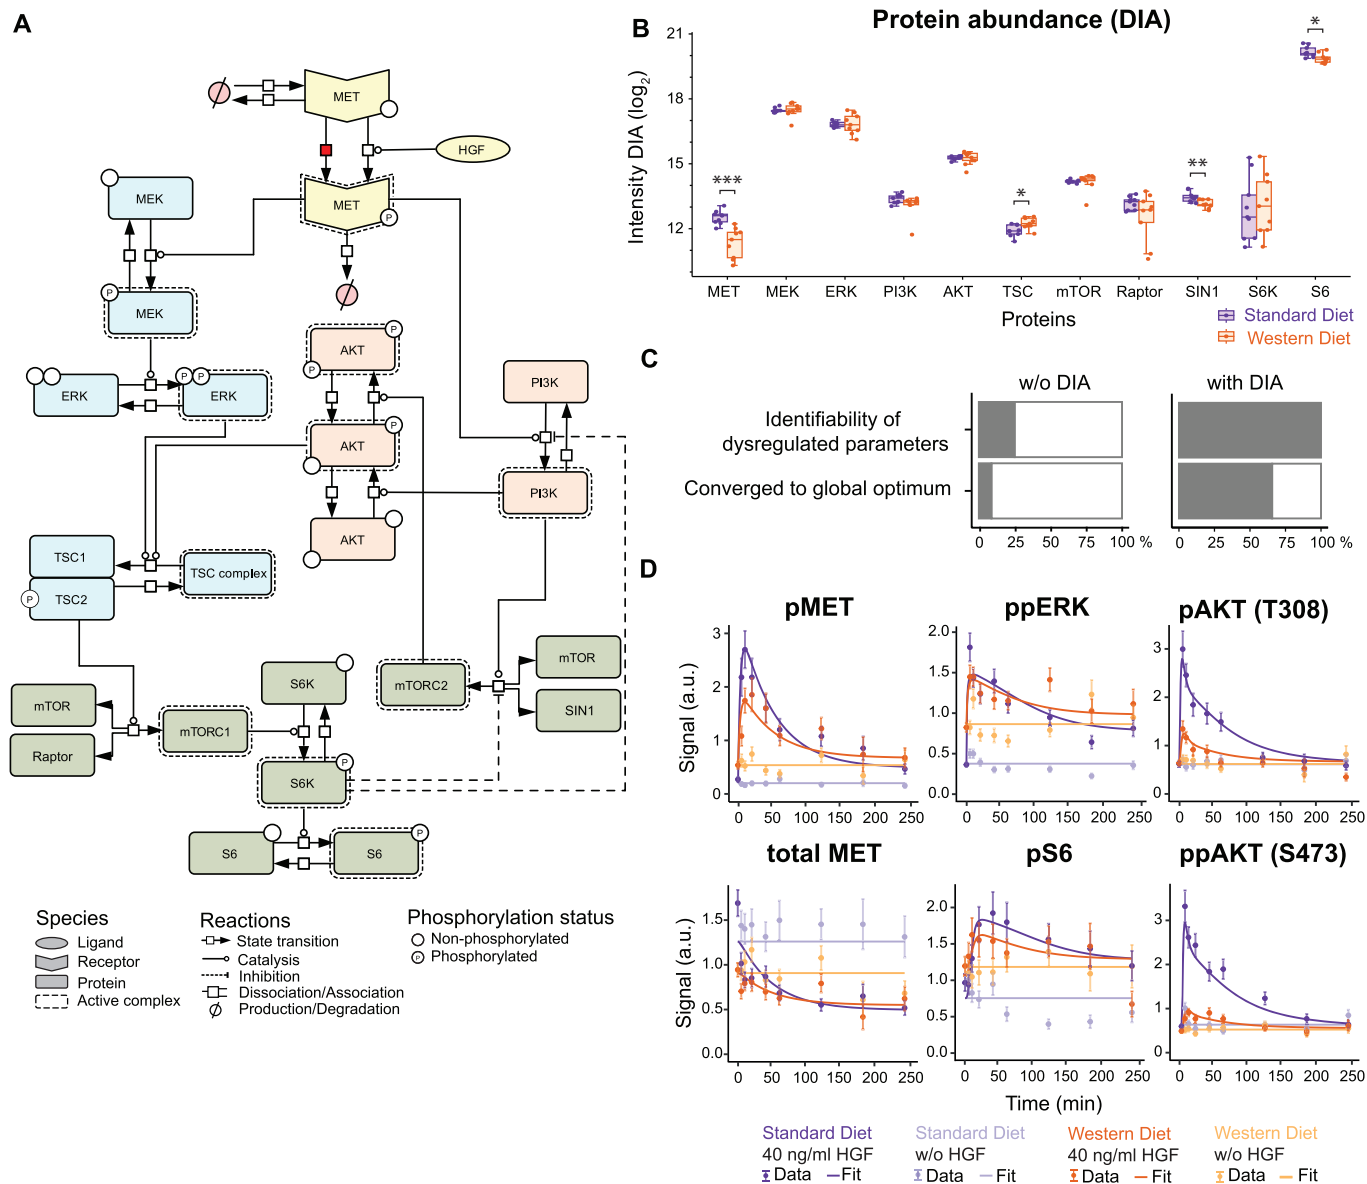 A
MET
HGF
MET
P
MEK
P
MEK
ERK
P P
ERK
P
AKT
P
P
AKT
AKT
PI3K
PI3K
TSC1
P
TSC2
TSC complex
mTOR
Raptor
mTORC1
S6K
P
S6K
mTORC2
mTOR
SIN1
S6
P
S6
Species
Ligand
Receptor
Protein
Active complex
Reactions
State transition
Catalysis
Inhibition
Dissociation/Association
Production/Degradation
Phosphorylation status
Non-phosphorylated
P Phosphorylated
B
Protein abundance (DIA)
Intensity DIA (log2)
21
18
15
12
***
*
**
*
MET MEK ERK PI3K AKT TSC mTOR Raptor SIN1 S6K S6
Proteins
Standard Diet
Western Diet
C
w/o DIA with DIA
Identifiability of
dysregulated parameters
Converged to global optimum
0 25 50 75 100 %
0 25 50 75 100 %
D
pMET
Signal (a.u.)
3
2
1
0
0 50 100 150 200 250
ppERK
2.0
1.5
1.0
0.5
0.0
0 50 100 150 200 250
pAKT (T308)
3
2
1
0
0 50 100 150 200 250
total MET
Signal (a.u.)
1.5
1.0
0.5
0.0
0 50 100 150 200 250
pS6
2.0
1.5
1.0
0.5
0.0
0 50 100 150 200 250
ppAKT (S473)
3
2
1
0
0 50 100 150 200 250
Time (min)
Standard Diet
40 ng/ml HGF
Data Fit
Standard Diet
w/o HGF
Data Fit
Western Diet
40 ng/ml HGF
Data Fit
Western Diet
w/o HGF
Data Fit